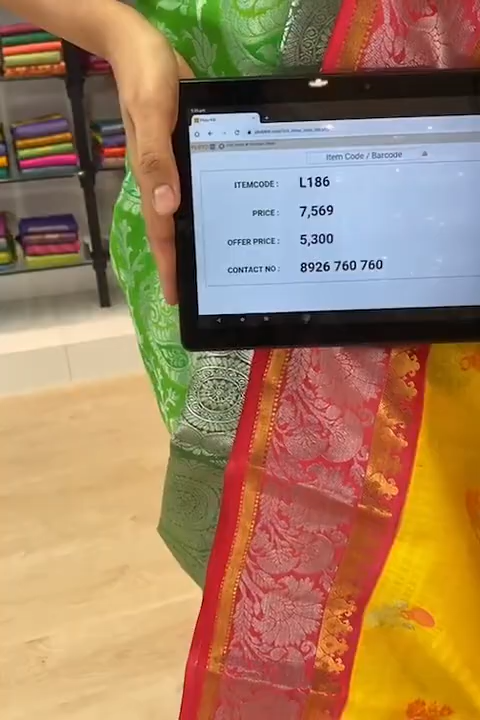 Item Code / Barcode
ITEMCODE : L186
PRICE : 7,569
OFFER PRICE : 5,300
CONTACT NO : 8926 760 760